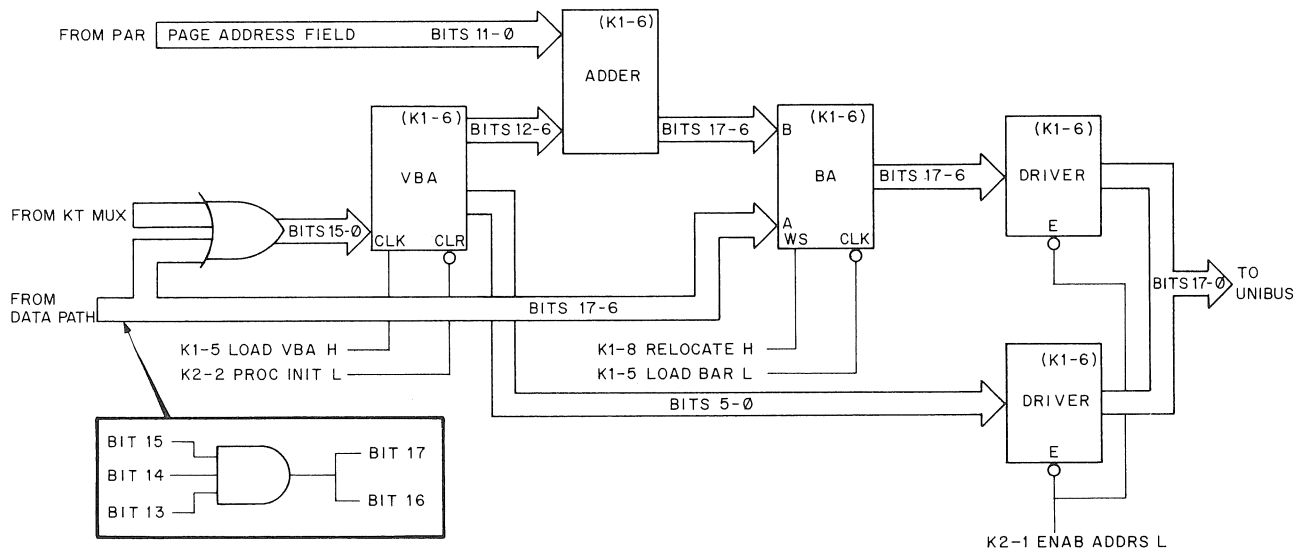 (K1-6)
FROM PAR
PAGE ADDRESS FIELD BITS 11-0
ADDER
(K1-6)
BITS 12-6
BITS 17-6
(K1-6)
B
(K1-6)
VBA
BA
BITS 17-6
DRIVER
FROM KT MUX
BITS 15-0
A
CLK CLR
WS CLK
E
FROM
DATA PATH
BITS 17-6
BITS 17-0
TO
UNIBUS
K1-5 LOAD VBA H
K2-2 PROC INIT L
K1-8 RELOCATE H
K1-5 LOAD BAR L
(K1-6)
BITS 5-0
DRIVER
E
BIT 15
BIT 14
BIT 13
BIT 17
BIT 16
K2-1 ENAB ADDRS L